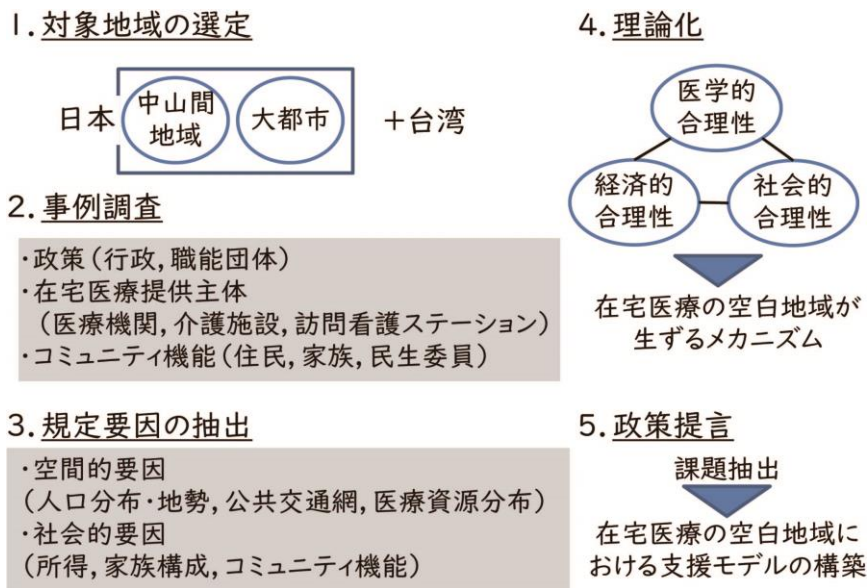 1. 対象地域の選定
日本
中山間
地域
大都市
＋台湾
2. 事例調査
・政策(行政,職能団体)
・在宅医療提供主体
(医療機関,介護施設,訪問看護ステーション)
・コミュニティ機能(住民,家族,民生委員)
3. 規定要因の抽出
・空間的要因
(人口分布・地勢,公共交通網,医療資源分布)
・社会的要因
(所得,家族構成,コミュニティ機能)
4. 理論化
医学的
合理性
経済的
合理性
社会的
合理性
在宅医療の空白地域が
生ずるメカニズム
5. 政策提言
課題抽出
在宅医療の空白地域に
おける支援モデルの構築